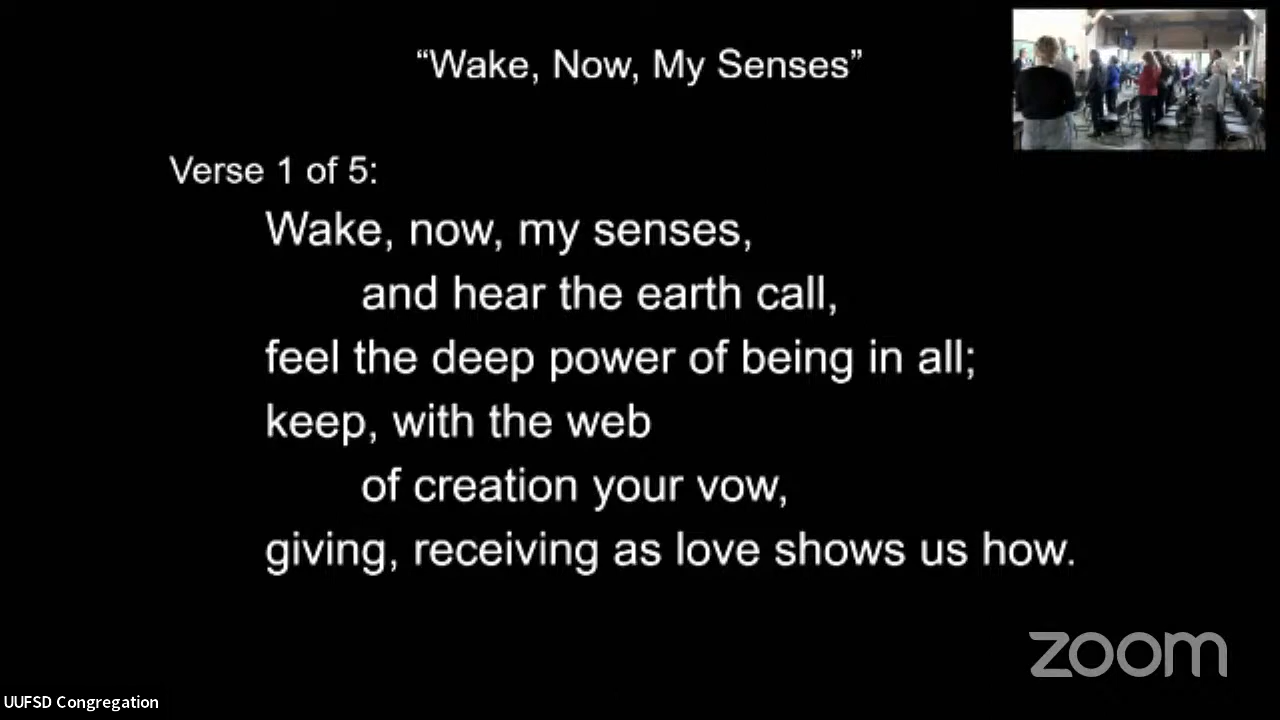 “Wake, Now, My Senses”
Verse 1 of 5:
Wake, now, my senses,
and hear the earth call,
feel the deep power of being in all;
keep, with the web
of creation your vow,
giving, receiving as love shows us how.
zoom
UUFSD Congregation